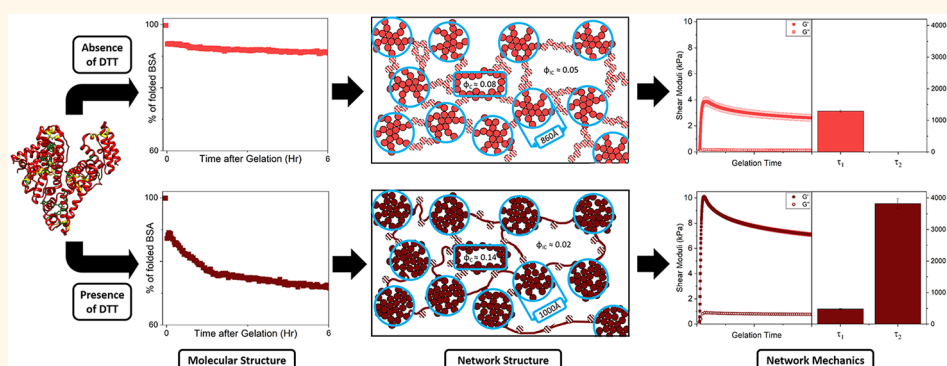 Absence
of DTT
100
% of folded BSA
60
0
Time after Gelation (Hr)
6
ϕIC ≈ 0.05
ϕC ≈ 0.08
860Å
Shear Moduli (kPa)
10
8
6
4
2
0
G'
G''
Gelation Time
τ1
τ2
4000
3000
2000
1000
0
Presence
of DTT
100
% of folded BSA
60
0
Time after Gelation (Hr)
6
ϕIC ≈ 0.02
ϕC ≈ 0.14
1000Å
Shear Moduli (kPa)
10
8
6
4
2
0
G'
G''
Gelation Time
τ1
τ2
4000
3000
2000
1000
0
Molecular Structure
Network Structure
Network Mechanics